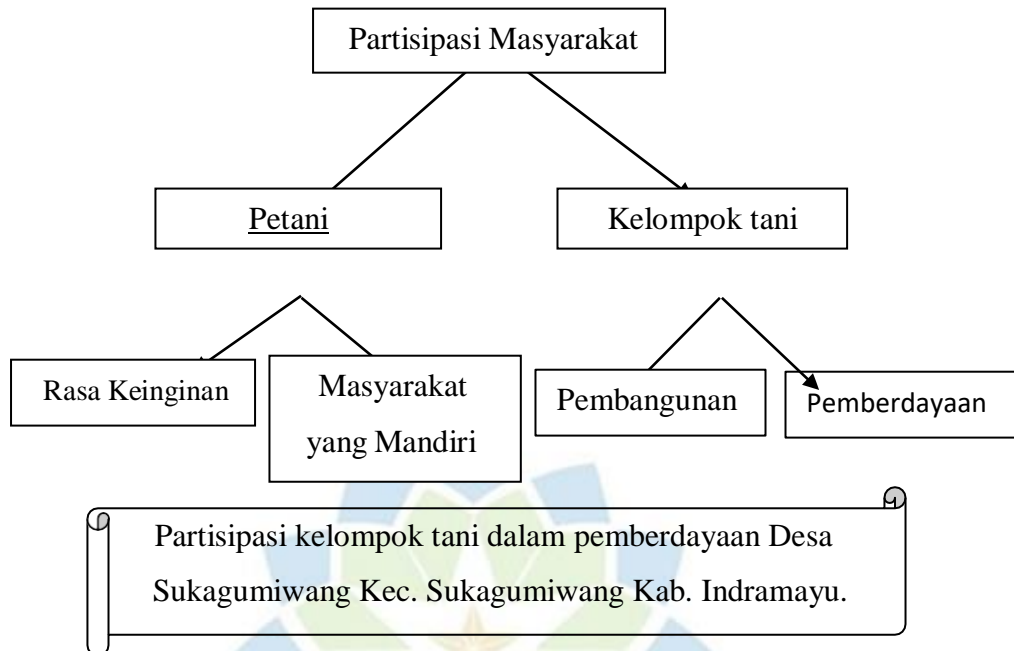 Partisipasi Masyarakat
Petani
Kelompok tani
Rasa Keinginan
Masyarakat
yang Mandiri
Pembangunan
Pemberdayaan
Partisipasi kelompok tani dalam pemberdayaan Desa
Sukagumiwang Kec. Sukagumiwang Kab. Indramayu.